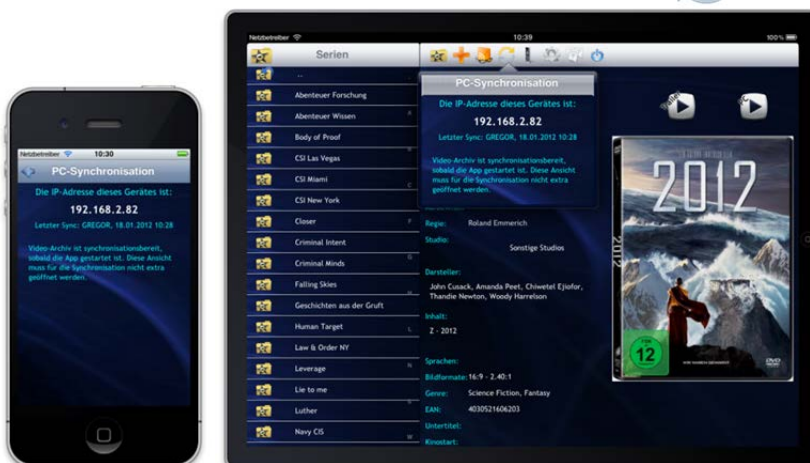 Netzbetreiber
10:30
PC-Synchronisation
Die IP-Adresse dieses Gerätes ist:
192.168.2.82
Letzter Sync: GREGOR, 18.01.2012 10:28
Video-Archiv ist synchronisationsbereit,
sobald die App gestartet ist. Diese Ansicht
muss für die Synchronisation nicht extra
geöffnet werden.
Netzbetreiber
10:39
100%
Serien
..
Abenteuer Forschung
Abenteuer Wissen
Body of Proof
CSI Las Vegas
CSI Miami
CSI New York
Closer
Criminal Intent
Criminal Minds
Falling Skies
Geschichten aus der Gruft
Human Target
Law & Order NY
Leverage
Lie to me
Luther
Navy CIS
C
F
G
L
N
S
W
PC-Synchronisation
Die IP-Adresse dieses Gerätes ist:
192.168.2.82
Letzter Sync: GREGOR, 18.01.2012 10:28
Video-Archiv ist synchronisationsbereit,
sobald die App gestartet ist. Diese Ansicht
muss für die Synchronisation nicht extra
geöffnet werden.
Regie: Roland Emmerich
Studio:
Sonstige Studios
Darsteller:
John Cusack, Amanda Peet, Chiwetel Ejiofor,
Thandie Newton, Woody Harrelson
Inhalt:
Z - 2012
Sprachen:
Bildformate: 16:9 - 2.40:1
Genre: Science Fiction, Fantasy
EAN: 4030521606203
Untertitel:
Kinostart:
Trailer
2012
2012
12
DVD